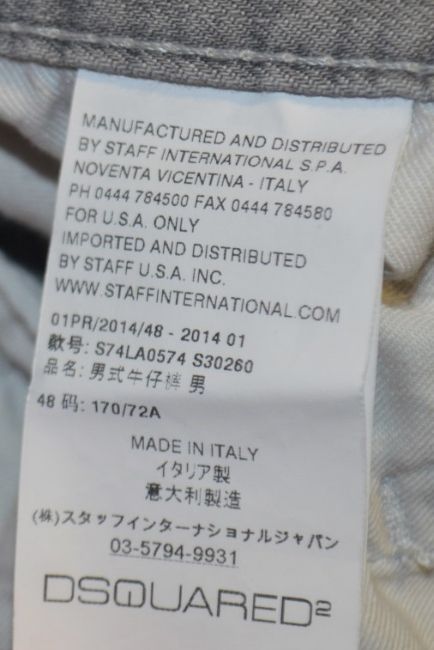 MANUFACTURED AND DISTRIBUTED
BY STAFF INTERNATIONAL S.P.A.
NOVENTA VICENTINA - ITALY
PH 0444 784500 FAX 0444 784580
FOR U.S.A. ONLY
IMPORTED AND DISTRIBUTED
BY STAFF U.S.A. INC.
WWW.STAFFINTERNATIONAL.COM
01PR/2014/48 - 2014 01
款号: S74LA0574 S30260
品名: 男式牛仔裤 男
48 码: 170/72A
MADE IN ITALY
イタリア製
意大利製造
(株)スタッフインターナショナルジャパン
03-5794-9931
DSQUARED²